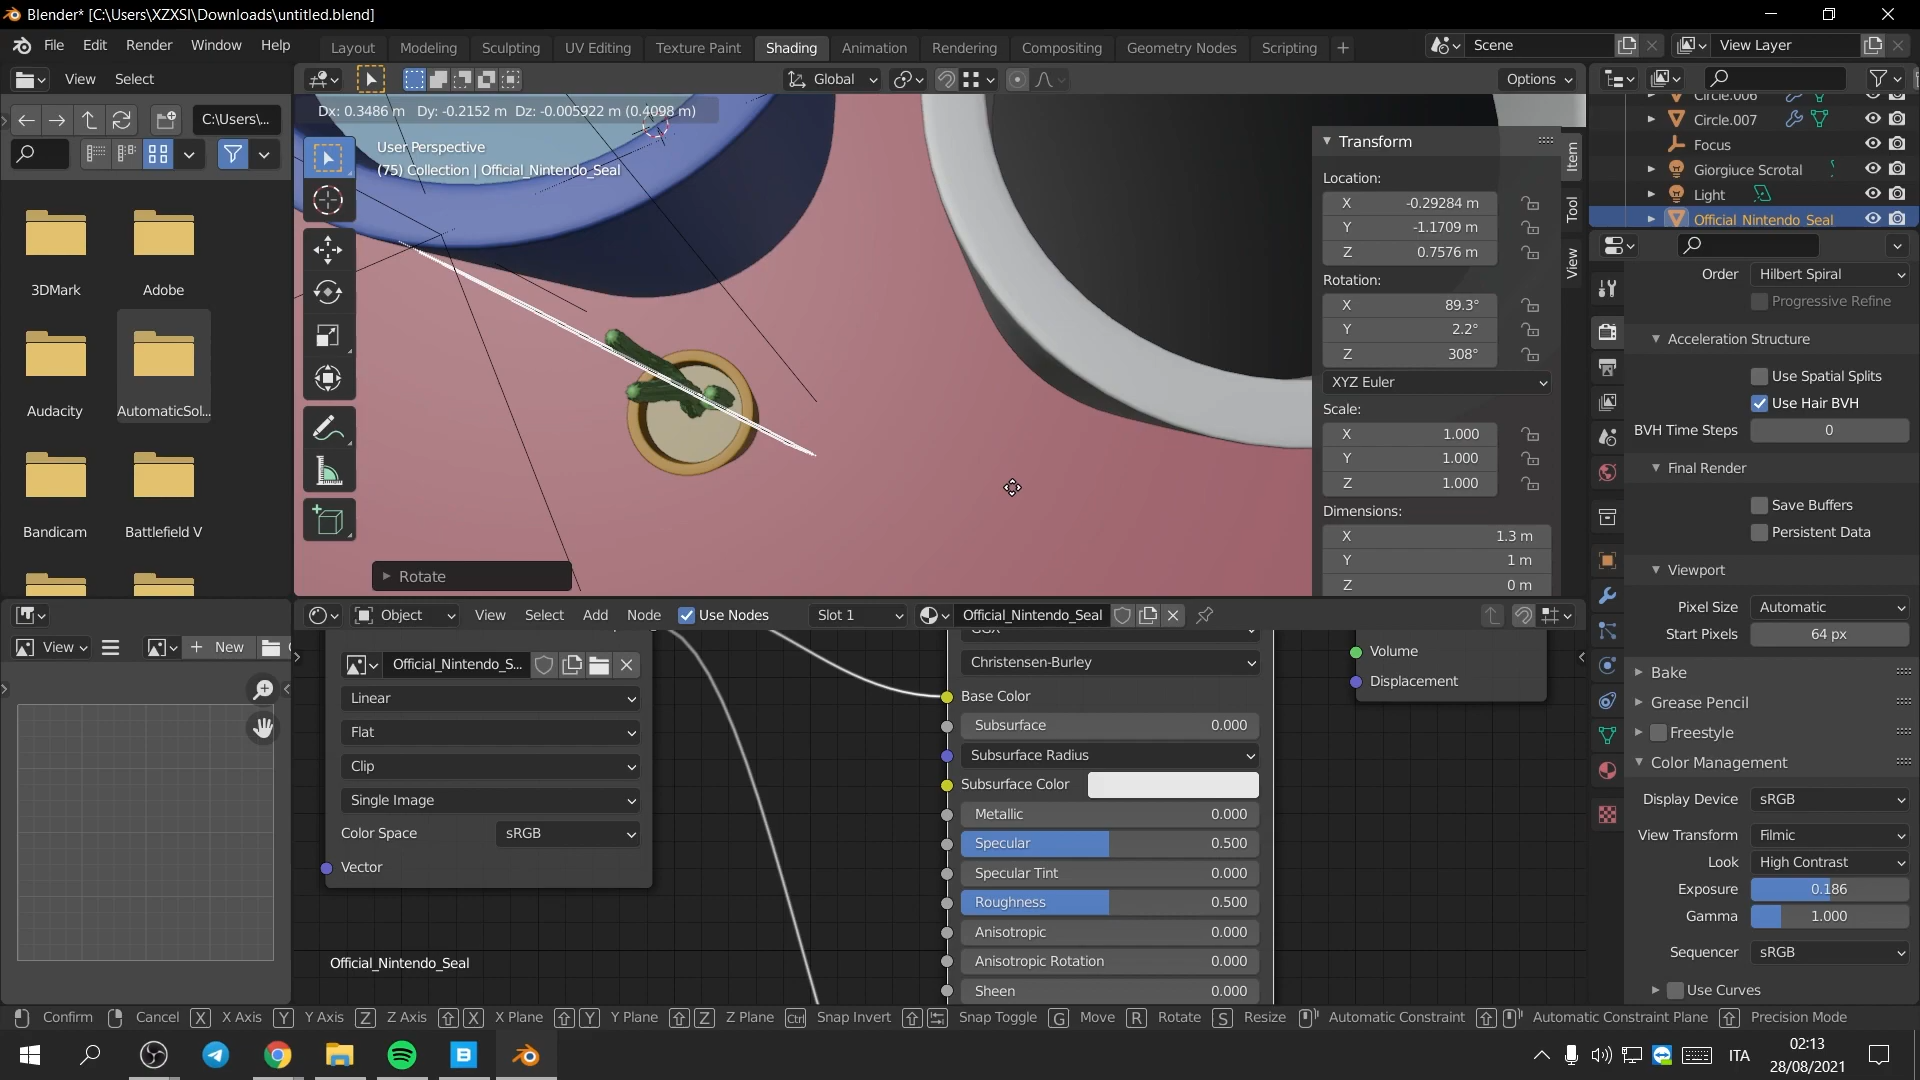 Blender* [C:\Users\XZXSI\Downloads\untitled.blend]
File Edit Render Window Help Layout Modeling Sculpting UV Editing Texture Paint Shading Animation Rendering Compositing Geometry Nodes Scripting Scene View Layer
View Select Global Options
C:\Users\...
Dx: 0.3486 m Dy: -0.2152 m Dz: -0.005922 m (0.4098 m)
User Perspective
(75) Collection | Official_Nintendo_Seal
3DMark
Adobe
Audacity
AutomaticSol...
Bandicam
Battlefield V
Rotate
Transform
Location:
X -0.29284 m
Y -1.1709 m
Z 0.7576 m
Rotation:
X 89.3°
Y 2.2°
Z 308°
XYZ Euler
Scale:
X 1.000
Y 1.000
Z 1.000
Dimensions:
X 1.3 m
Y 1 m
Z 0 m
Item
Tool
View
Circle.006
Circle.007
Focus
Giorgiuce Scrotal
Light
Official_Nintendo_Seal
Order Hilbert Spiral
Progressive Refine
Acceleration Structure
Use Spatial Splits
Use Hair BVH
BVH Time Steps 0
Final Render
Save Buffers
Persistent Data
Viewport
Pixel Size Automatic
Start Pixels 64 px
Bake
Grease Pencil
Freestyle
Color Management
Display Device sRGB
View Transform Filmic
Look High Contrast
Exposure 0.186
Gamma 1.000
Sequencer sRGB
Use Curves
View New
Object View Select Add Node Use Nodes Slot 1 Official_Nintendo_Seal
Official_Nintendo_S...
Linear
Flat
Clip
Single Image
Color Space sRGB
Vector
Official_Nintendo_Seal
GGX
Christensen-Burley
Base Color
Subsurface 0.000
Subsurface Radius
Subsurface Color
Metallic 0.000
Specular 0.500
Specular Tint 0.000
Roughness 0.500
Anisotropic 0.000
Anisotropic Rotation 0.000
Sheen 0.000
Volume
Displacement
Confirm Cancel X X Axis Y Y Axis Z Z Axis X X Plane Y Y Plane Z Z Plane Ctrl Snap Invert Snap Toggle G Move R Rotate S Resize Automatic Constraint Automatic Constraint Plane Precision Mode
ITA
02:13
28/08/2021